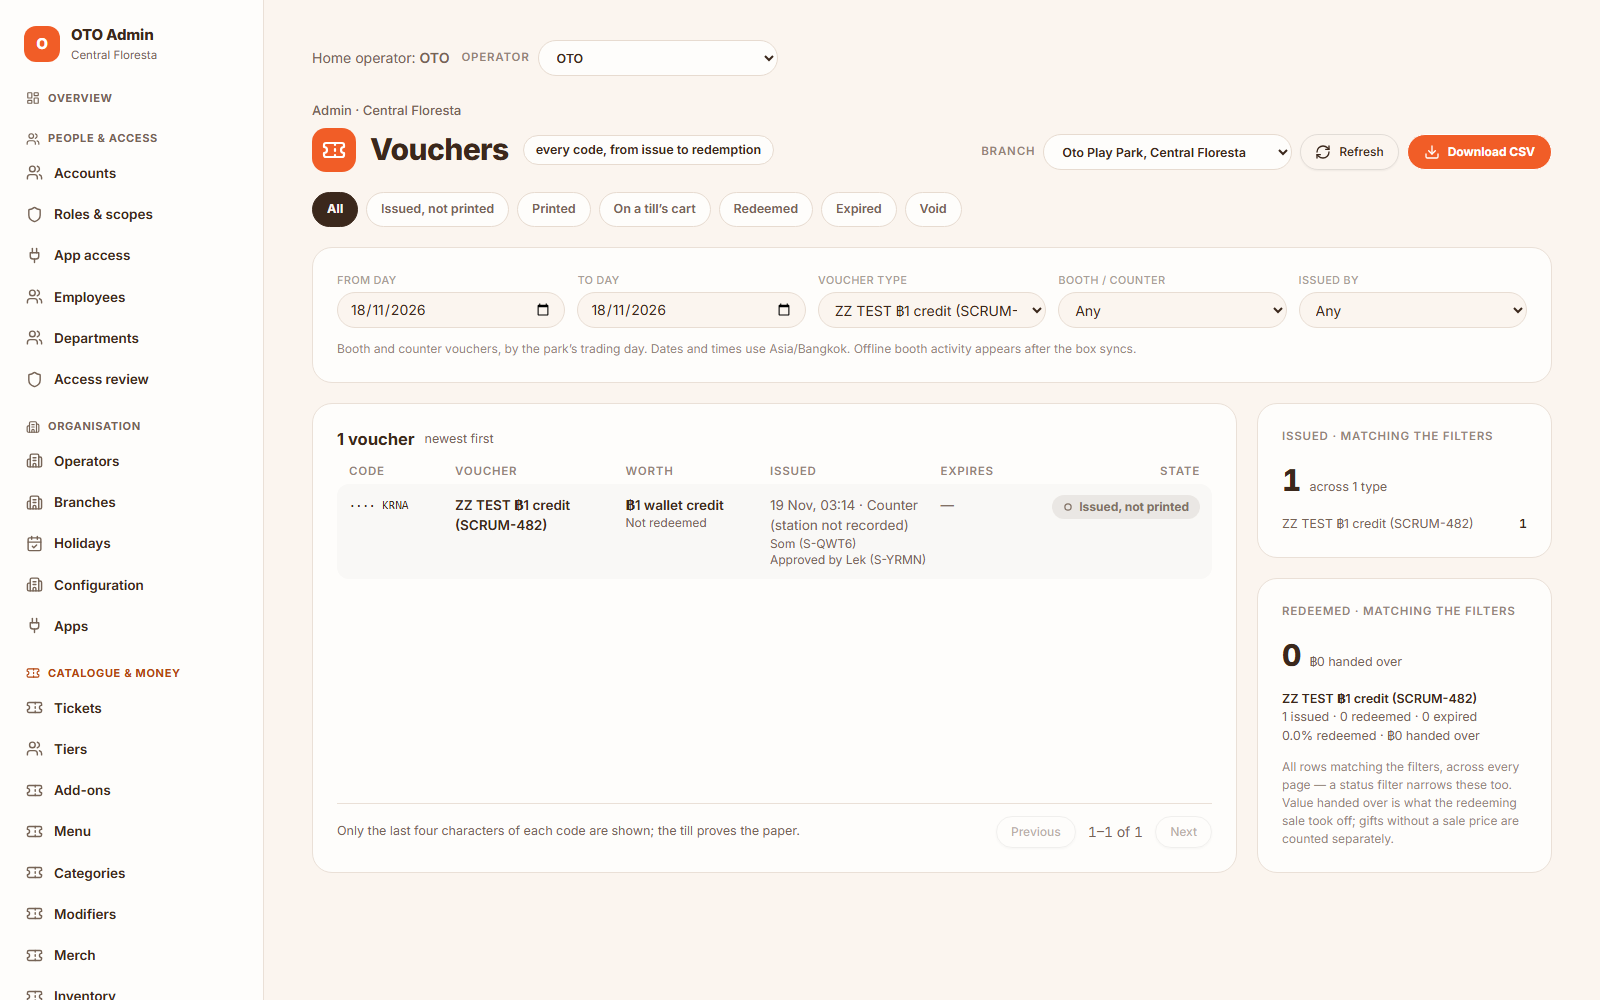 OTO Admin
Central Floresta
OVERVIEW
PEOPLE & ACCESS
Accounts
Roles & scopes
App access
Employees
Departments
Access review
ORGANISATION
Operators
Branches
Holidays
Configuration
Apps
CATALOGUE & MONEY
Tickets
Tiers
Add-ons
Menu
Categories
Modifiers
Merch
Inventory
Home operator: OTO OPERATOR OTO
Admin · Central Floresta
Vouchers every code, from issue to redemption
BRANCH Oto Play Park, Central Floresta Refresh Download CSV
All Issued, not printed Printed On a till’s cart Redeemed Expired Void
FROM DAY TO DAY VOUCHER TYPE BOOTH / COUNTER ISSUED BY
18/11/2026 18/11/2026 ZZ TEST ฿1 credit (SCRUM- Any Any
Booth and counter vouchers, by the park’s trading day. Dates and times use Asia/Bangkok. Offline booth activity appears after the box syncs.
1 voucher newest first
CODE VOUCHER WORTH ISSUED EXPIRES STATE
···· KRNA ZZ TEST ฿1 credit ฿1 wallet credit 19 Nov, 03:14 · Counter — Issued, not printed
(SCRUM-482) Not redeemed (station not recorded)
Som (S-QWT6)
Approved by Lek (S-YRMN)
Only the last four characters of each code are shown; the till proves the paper.
Previous 1–1 of 1 Next
ISSUED · MATCHING THE FILTERS
1 across 1 type
ZZ TEST ฿1 credit (SCRUM-482) 1
REDEEMED · MATCHING THE FILTERS
0 ฿0 handed over
ZZ TEST ฿1 credit (SCRUM-482)
1 issued · 0 redeemed · 0 expired
0.0% redeemed · ฿0 handed over
All rows matching the filters, across every
page — a status filter narrows these too.
Value handed over is what the redeeming
sale took off; gifts without a sale price are
counted separately.